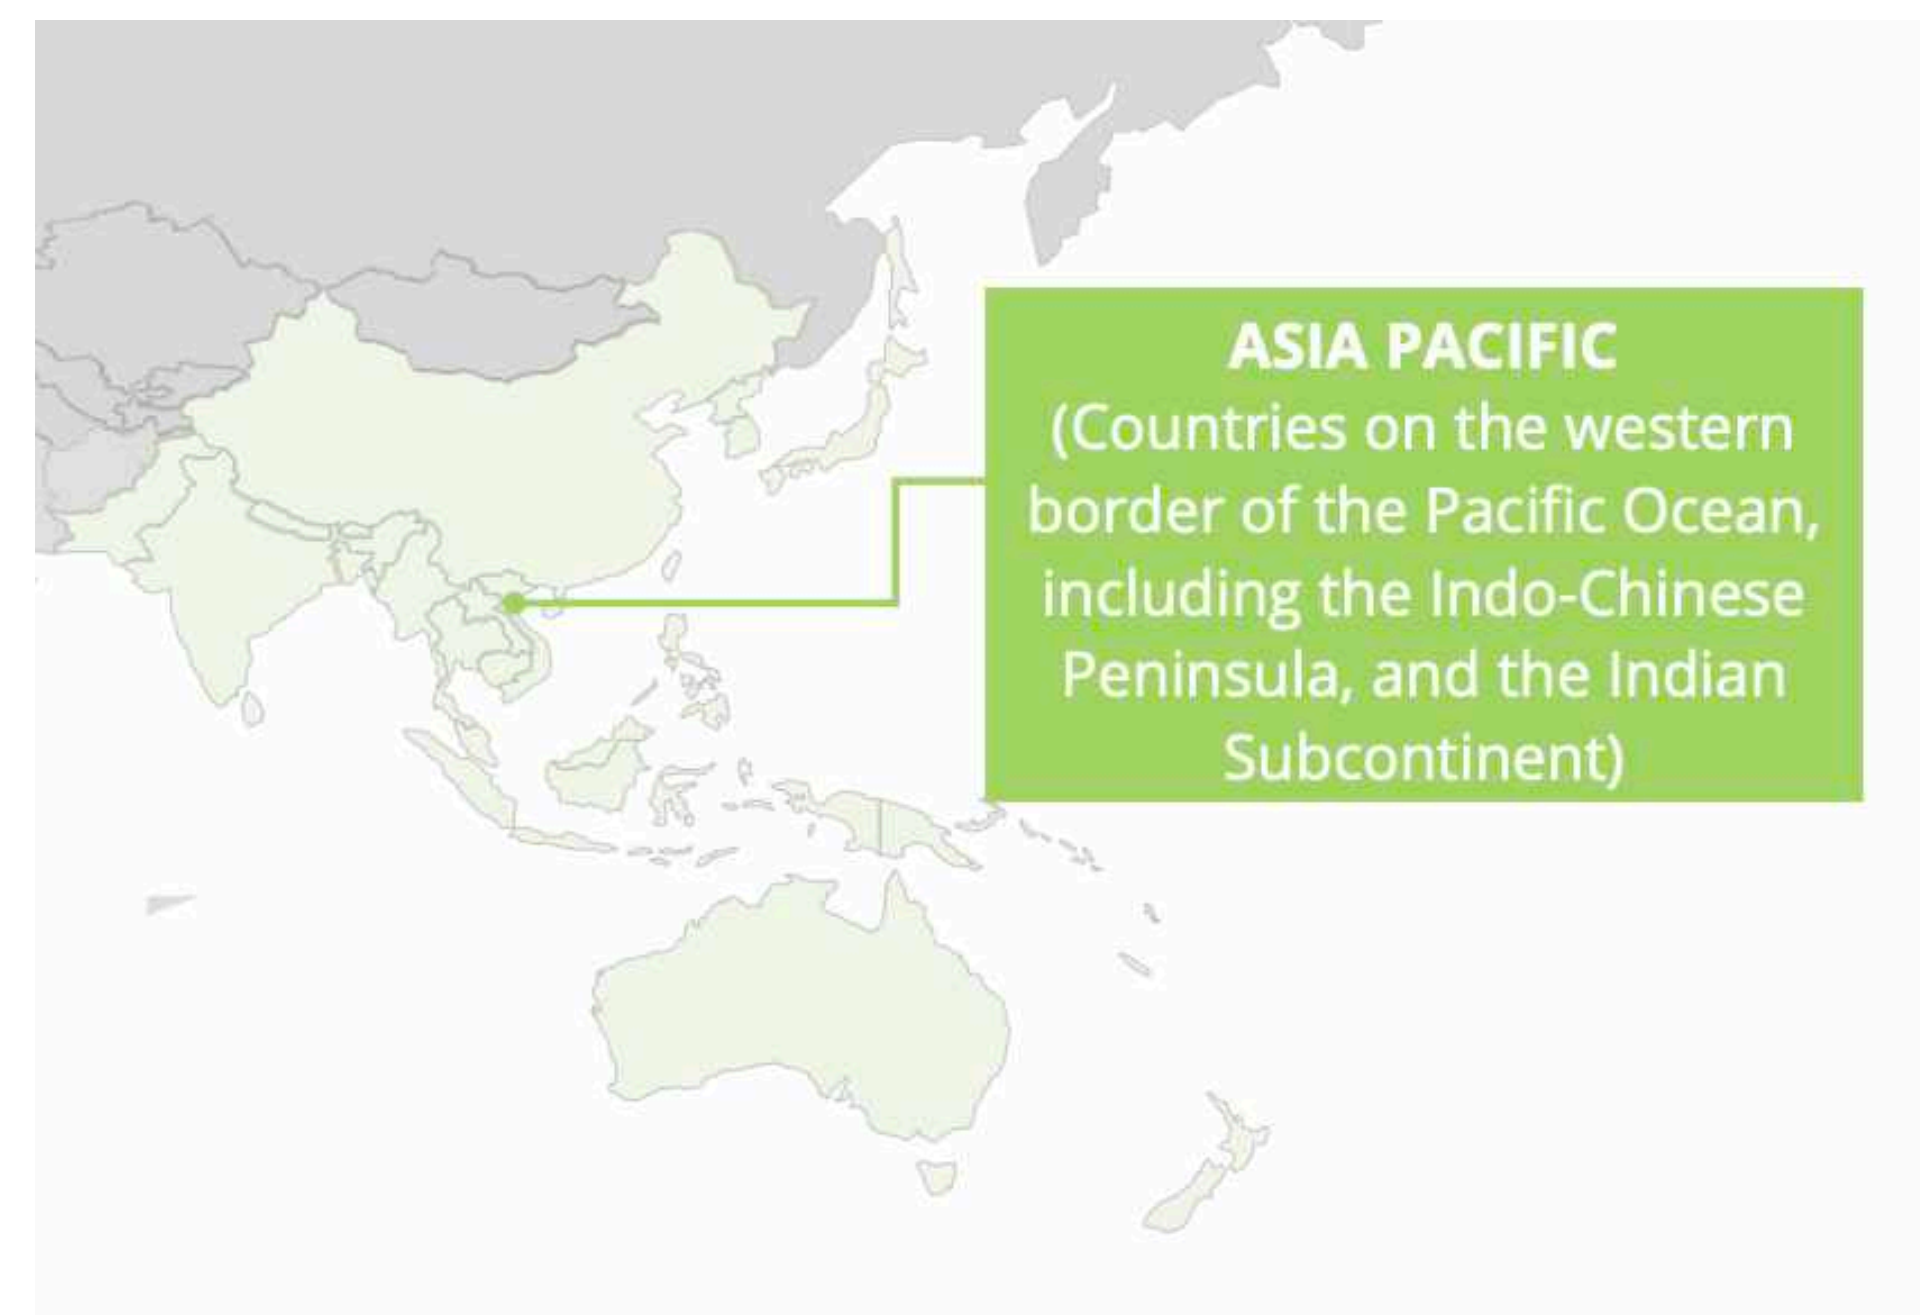 ASIA PACIFIC
(Countries on the western
border of the Pacific Ocean,
including the Indo-Chinese
Peninsula, and the Indian
Subcontinent)